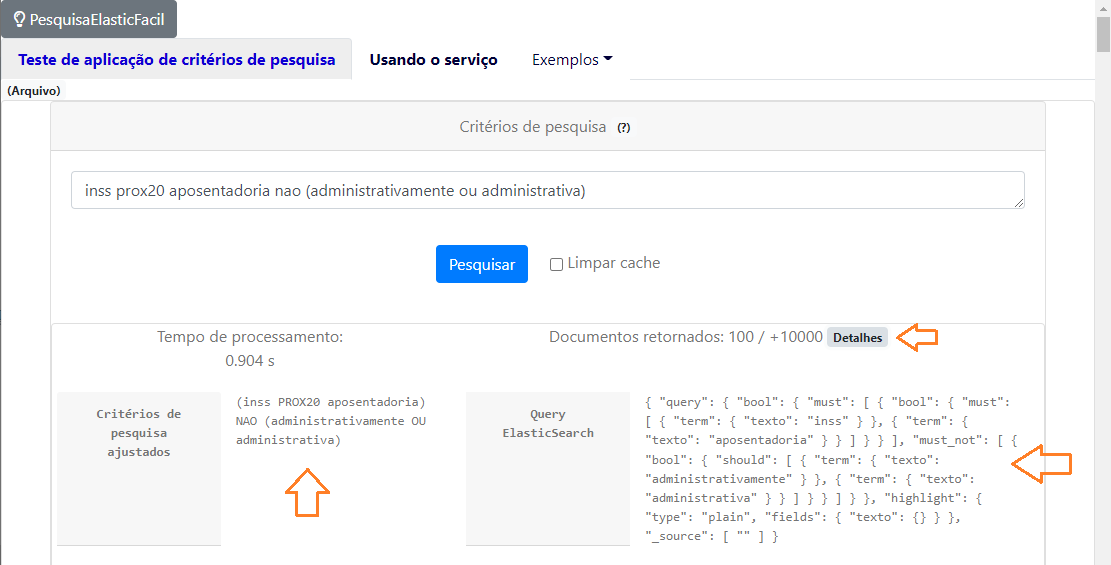 PesquisaElasticFacil
Teste de aplicação de critérios de pesquisa
Usando o serviço
Exemplos
(Arquivo)
Critérios de pesquisa (?)
inss prox20 aposentadoria nao (administrativamente ou administrativa)
Pesquisar
Limpar cache
Tempo de processamento:
0.904 s
Documentos retornados: 100 / +10000 Detalhes
Critérios de
pesquisa
ajustados
(inss PROX20 aposentadoria)
NAO (administrativamente OU
administrativa)
Query
ElasticSearch
{ "query": { "bool": { "must": [ { "bool": { "must":
[ { "term": { "texto": "inss" } }, { "term": {
"texto": "aposentadoria" } } ] } } ], "must_not": [ {
"bool": { "should": [ { "term": { "texto":
"administrativamente" } }, { "term": { "texto":
"administrativa" } } ] } } ] } }, "highlight": {
"type": "plain", "fields": { "texto": {} } },
"_source": [ "" ] }